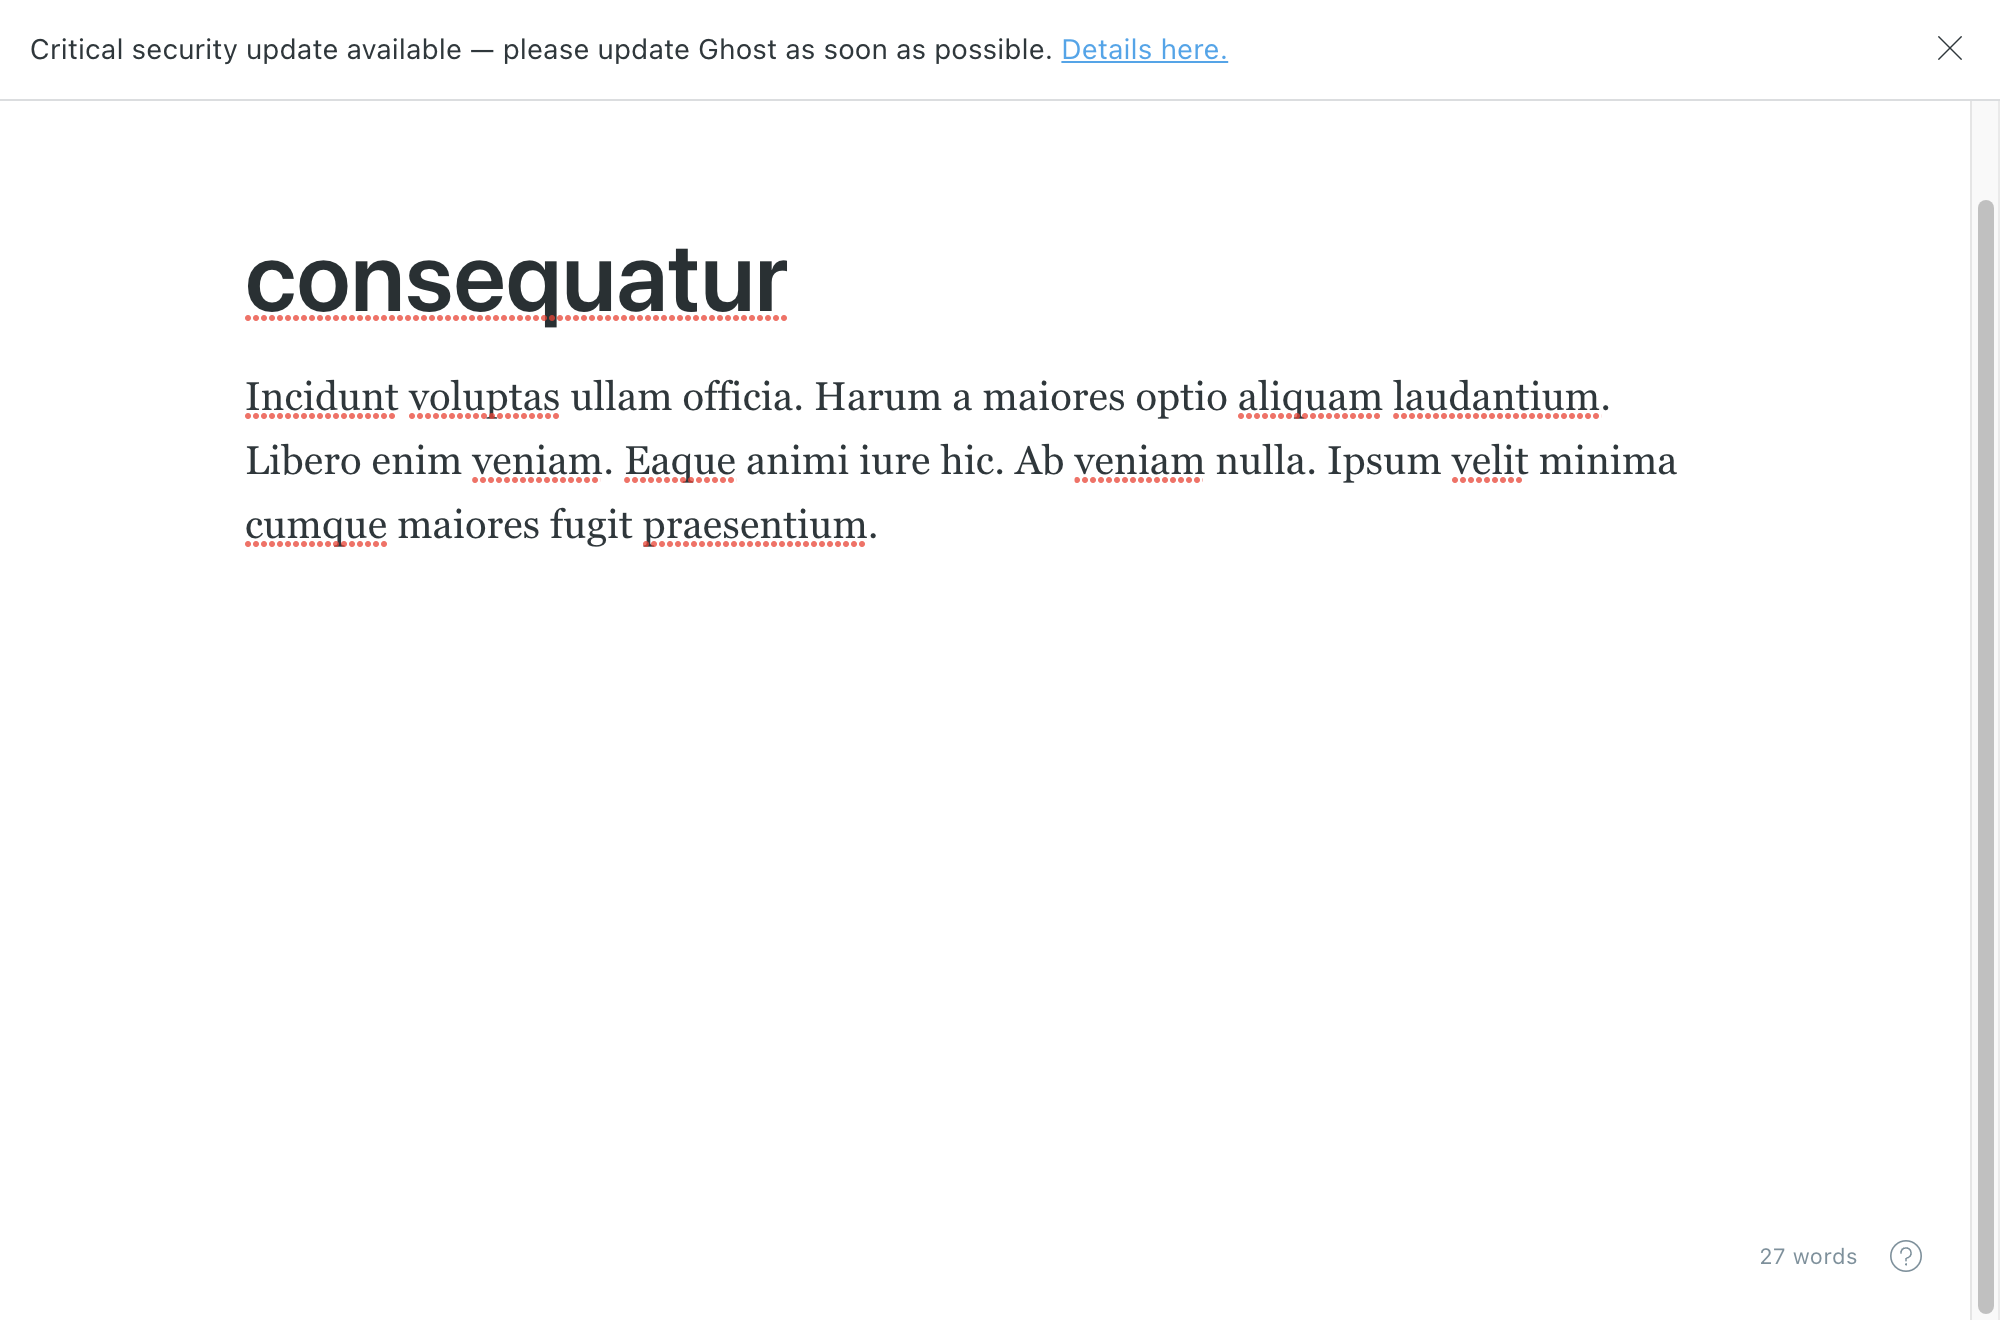 Critical security update available — please update Ghost as soon as possible. Details here.
consequatur
Incidunt voluptas ullam officia. Harum a maiores optio aliquam laudantium.
Libero enim veniam. Eaque animi iure hic. Ab veniam nulla. Ipsum velit minima
cumque maiores fugit praesentium.
27 words